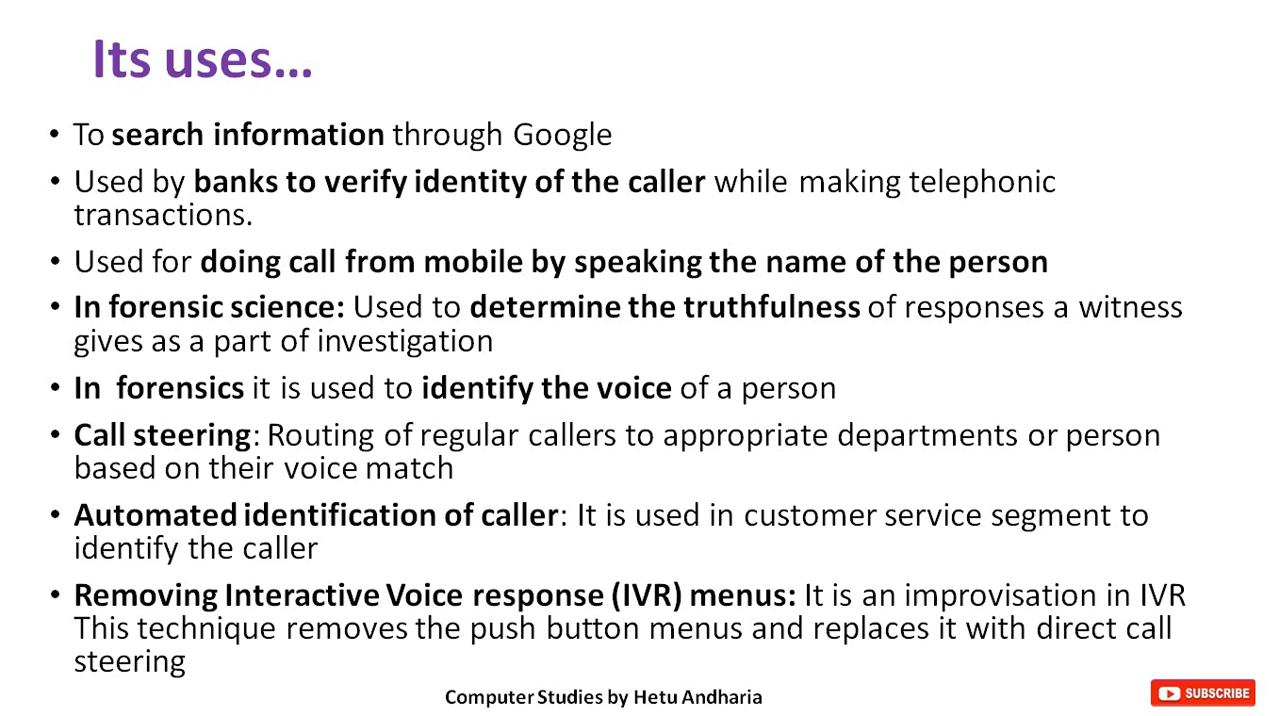 Its uses...
• To search information through Google
• Used by banks to verify identity of the caller while making telephonic
transactions.
• Used for doing call from mobile by speaking the name of the person
• In forensic science: Used to determine the truthfulness of responses a witness
gives as a part of investigation
• In  forensics it is used to identify the voice of a person
• Call steering: Routing of regular callers to appropriate departments or person
based on their voice match
• Automated identification of caller: It is used in customer service segment to
identify the caller
• Removing Interactive Voice response (IVR) menus: It is an improvisation in IVR
This technique removes the push button menus and replaces it with direct call
steering
Computer Studies by Hetu Andharia
SUBSCRIBE